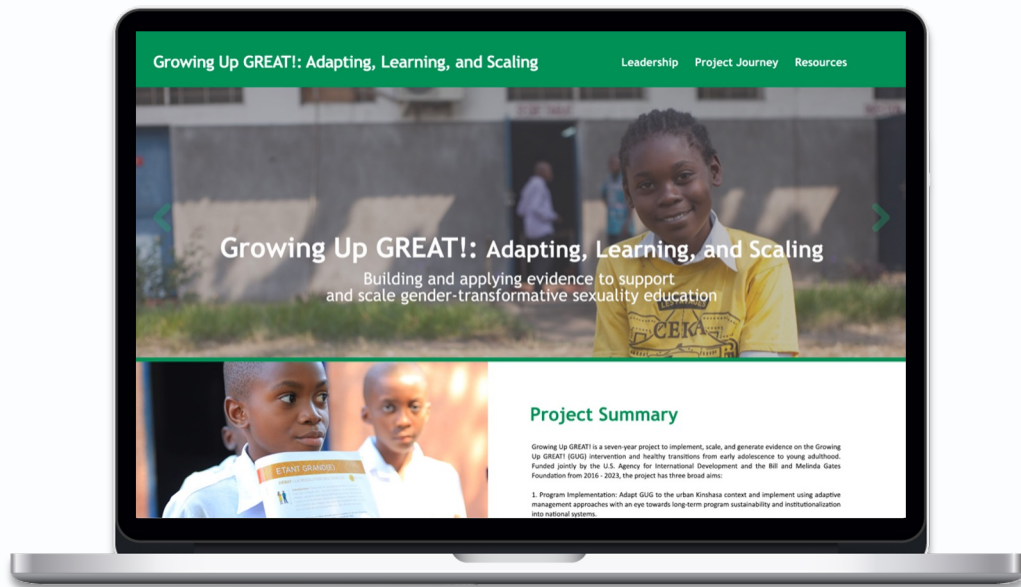 Growing Up GREAT!: Adapting, Learning, and Scaling
Leadership Project Journey Resources
Growing Up GREAT!: Adapting, Learning, and Scaling
Building and applying evidence to support
and scale gender-transformative sexuality education
CEKA
ETANT GRAND(E)
Project Summary
Growing Up GREAT! is a seven-year project to implement, scale, and generate evidence on the Growing
Up GREAT! (GUG) intervention and healthy transitions from early adolescence to young adulthood.
Funded jointly by the U.S. Agency for International Development and the Bill and Melinda Gates
Foundation from 2016 - 2023, the project has three broad aims:
1. Program Implementation: Adapt GUG to the urban Kinshasa context and implement using adaptive
management approaches with an eye towards long-term program sustainability and institutionalization
into national systems.